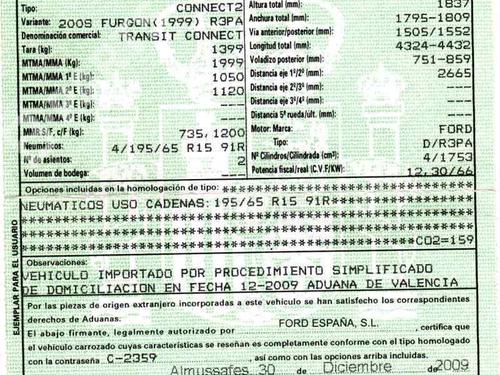 Tipo: CONNECT2
Variante: 200S FURGON(1999) R3PA
Denominación comercial: TRANSIT CONNECT
Tara (kg): 1399
MTMA/MMA (Kg): 1999
MTMA/MMA 1º E (kg): 1050
MTMA/MMA 2º E (kg): 1120
MTMA/MMA 3º E (kg): ---
MTMA/MMA 4º E (kg): ---
MMR S/F, c/F (kg): 735,1200
Neumáticos: 4/195/65 R15 91R
Nº de asientos: 2
Volumen de bodega: ---
Altura total (mm): 1837
Anchura total (mm): 1795-1809
Vía anterior/posterior (mm): 1505/1552
Longitud total (mm): 4324-4432
Voladizo posterior (mm): 751-859
Distancia eje 1º/2º (mm): 2665
Distancia eje 2º/3º (mm): ---
Distancia eje 3º/4º (mm): ---
Distancia 5ª rueda/últ. (mm): ---
Motor: Marca: FORD
Tipo: D/R3PA
Nº Cilindros/Cilindrada (cm³): 4/1753
Potencia fiscal/real (C.V.F/KW): 12,30/66
Opciones incluidas en la homologación de tipo:
NEUMATICOS USO CADENAS:195/65 R15 91R
CO2=159
Observaciones:
VEHICULO IMPORTADO POR PROCEDIMIENTO SIMPLIFICADO
DE DOMICILIACION EN FECHA 12-2009 ADUANA DE VALENCIA
Por las piezas de origen extranjero incorporadas a este vehículo se han satisfecho los correspondientes
derechos de Aduanas.
El abajo firmante, legalmente autorizado por FORD ESPAÑA, S.L. , certifica que
el vehículo carrozado cuyas características se reseñan es completamente conforme con el tipo homologado
con la contraseña C-2359 , así como con las opciones arriba incluidas.
Almussafes 30 de Diciembre de 2009
EJEMPLAR PARA EL USUARIO